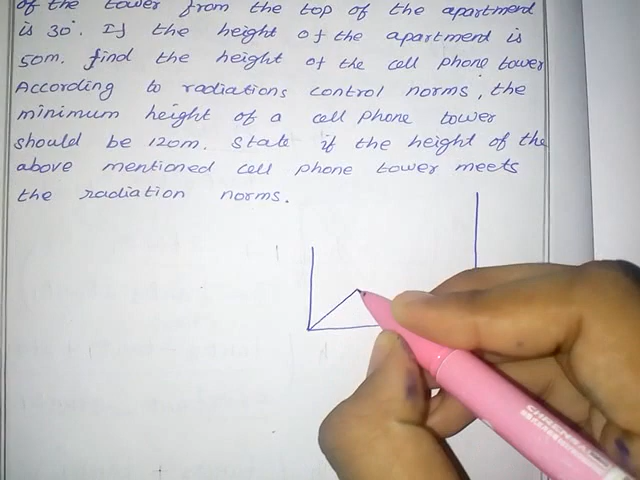 of the tower from the top of the apartment
is 30°. If the height of the apartment is
50m. find the height of the cell phone tower
According to radiations control norms, the
minimum height of a cell phone tower
should be 120m. State if the height of the
above mentioned cell phone tower meets
the radiation norms.